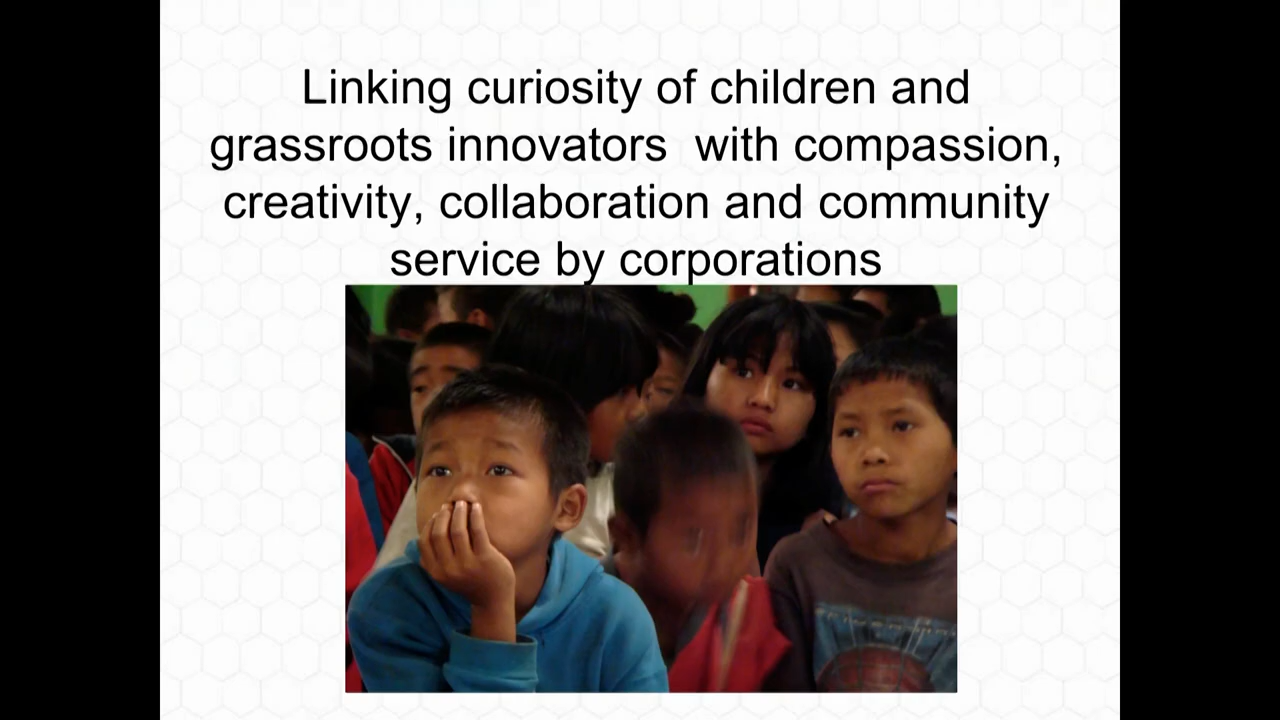 Linking curiosity of children and
grassroots innovators  with compassion,
creativity, collaboration and community
service by corporations